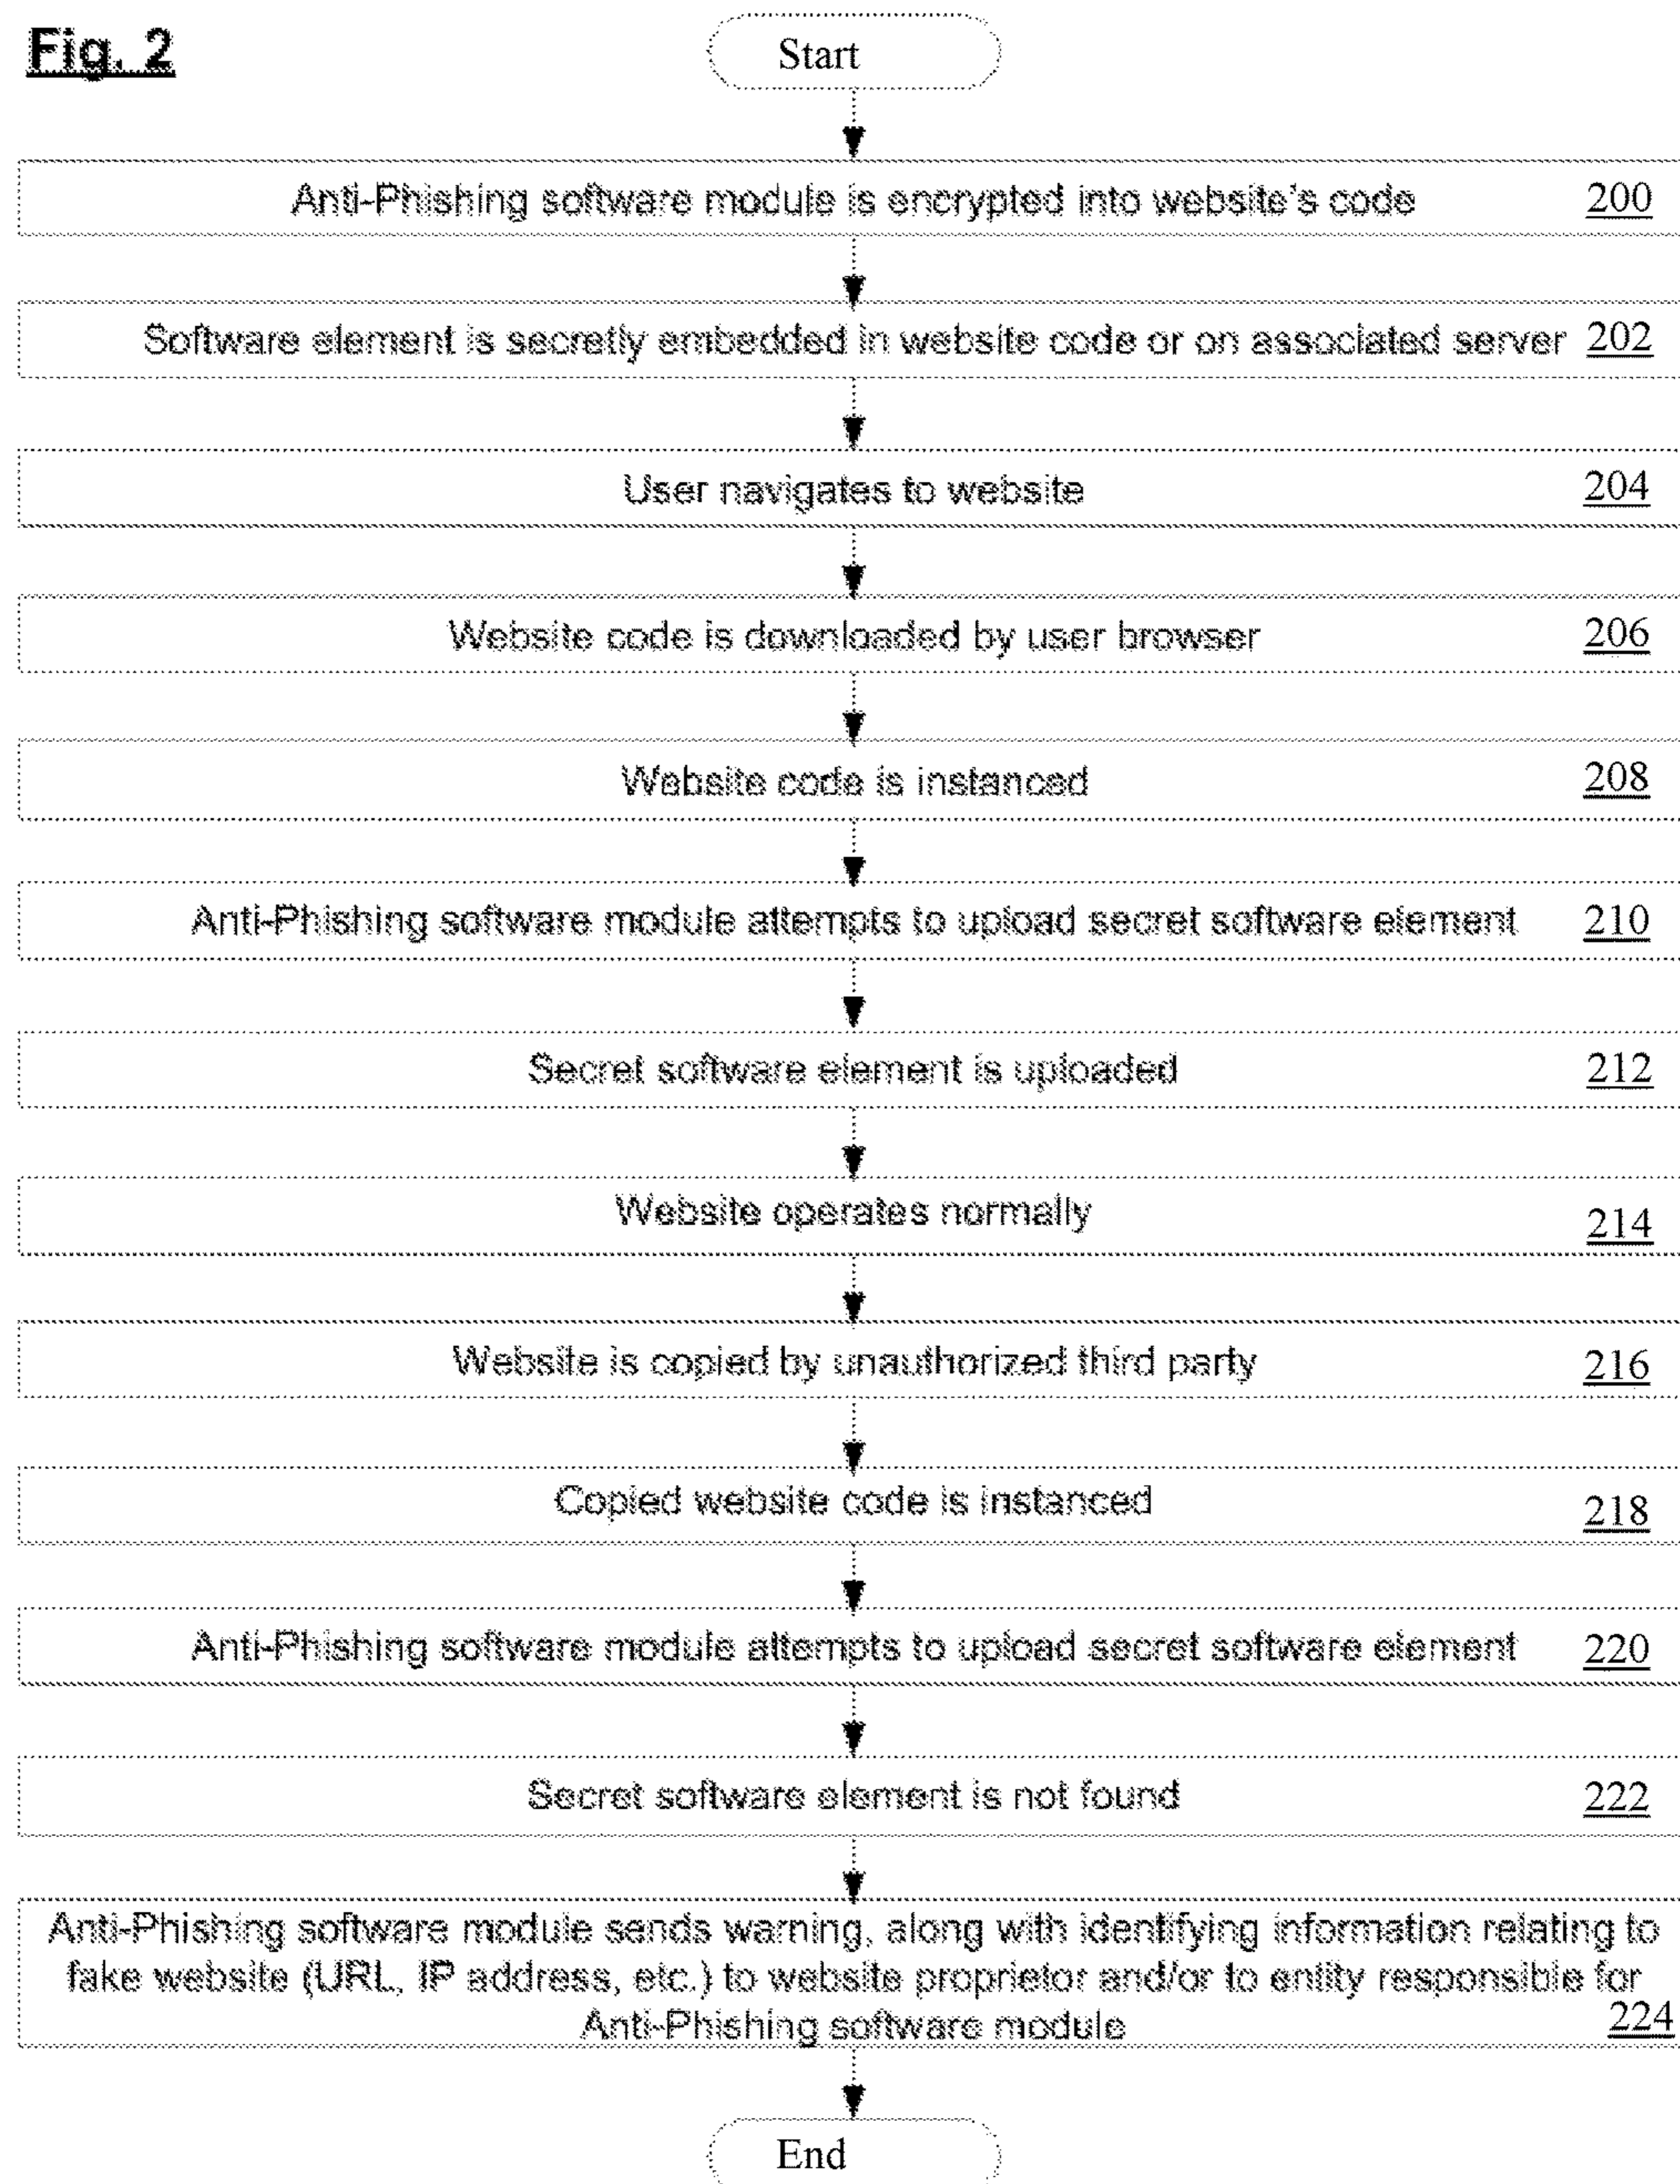 Fig. 2
Start
Anti-Phishing software module is encrypted into website's code 200
Software element is secretly embedded in website code or on associated server 202
User navigates to website 204
Website code is downloaded by user browser 206
Website code is instanced 208
Anti-Phishing software module attempts to upload secret software element 210
Secret software element is uploaded 212
Website operates normally 214
Website is copied by unauthorized third party 216
Copied website code is instanced 218
Anti-Phishing software module attempts to upload secret software element 220
Secret software element is not found 222
Anti-Phishing software module sends warning, along with identifying information relating to
fake website (URL, IP address, etc.) to website proprietor and/or to entity responsible for
Anti-Phishing software module 224
End